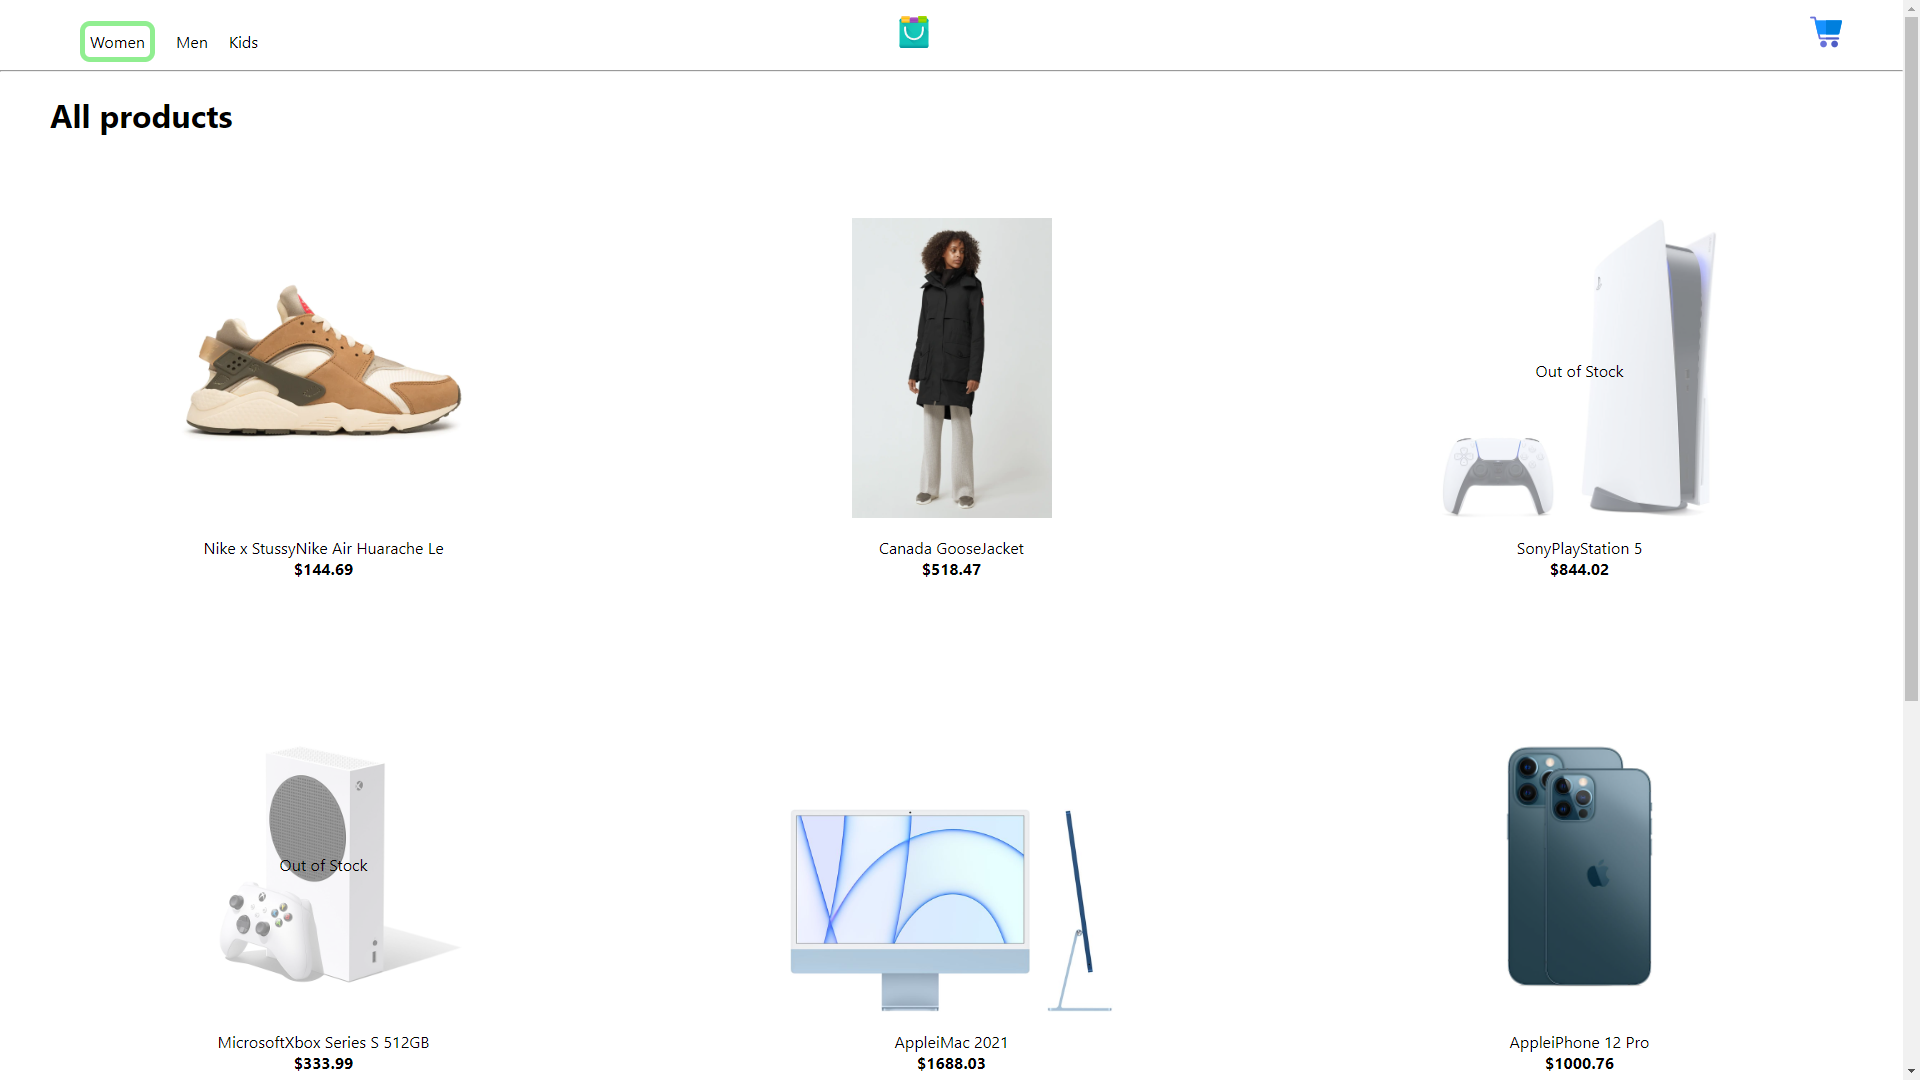 Women
Men
Kids
All products
Out of Stock
Nike x StussyNike Air Huarache Le
$144.69
Canada GooseJacket
$518.47
SonyPlayStation 5
$844.02
Out of Stock
MicrosoftXbox Series S 512GB
$333.99
AppleiMac 2021
$1688.03
AppleiPhone 12 Pro
$1000.76